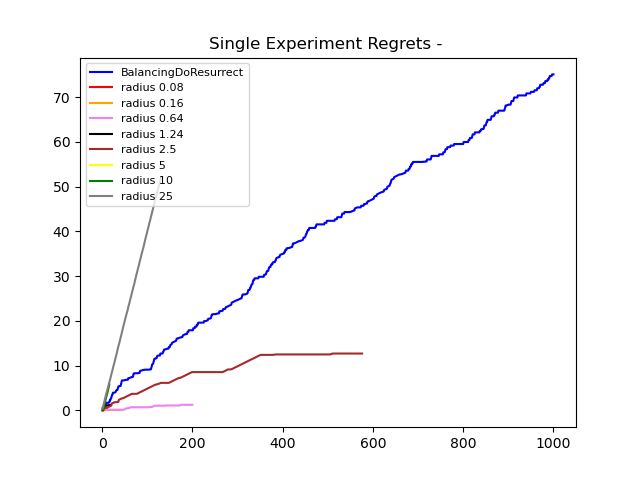 Single Experiment Regrets -
BalancingDoResurrect
radius 0.08
radius 0.16
radius 0.64
radius 1.24
radius 2.5
radius 5
radius 10
radius 25
70
60
50
40
30
20
10
0
0 200 400 600 800 1000